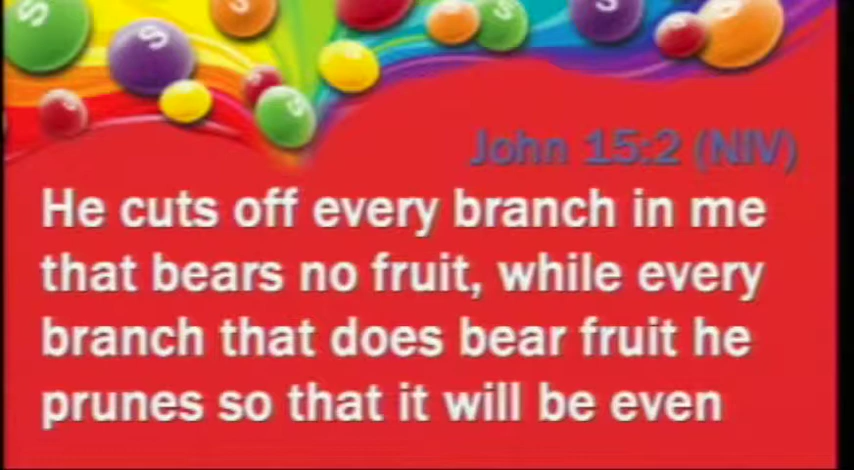 John 15:2 (NIV)
He cuts off every branch in me
that bears no fruit, while every
branch that does bear fruit he
prunes so that it will be even